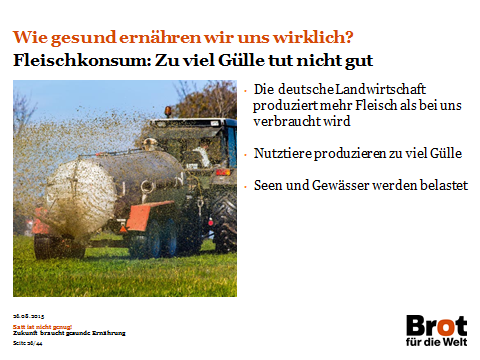 Wie gesund ernähren wir uns wirklich?
Fleischkonsum: Zu viel Gülle tut nicht gut
Die deutsche Landwirtschaft
produziert mehr Fleisch als bei uns
verbraucht wird
Nutztiere produzieren zu viel Gülle
Seen und Gewässer werden belastet
26.08.2015
Satt ist nicht genug!
Zukunft braucht gesunde Ernährung
Seite 26/44
Brot
für die Welt